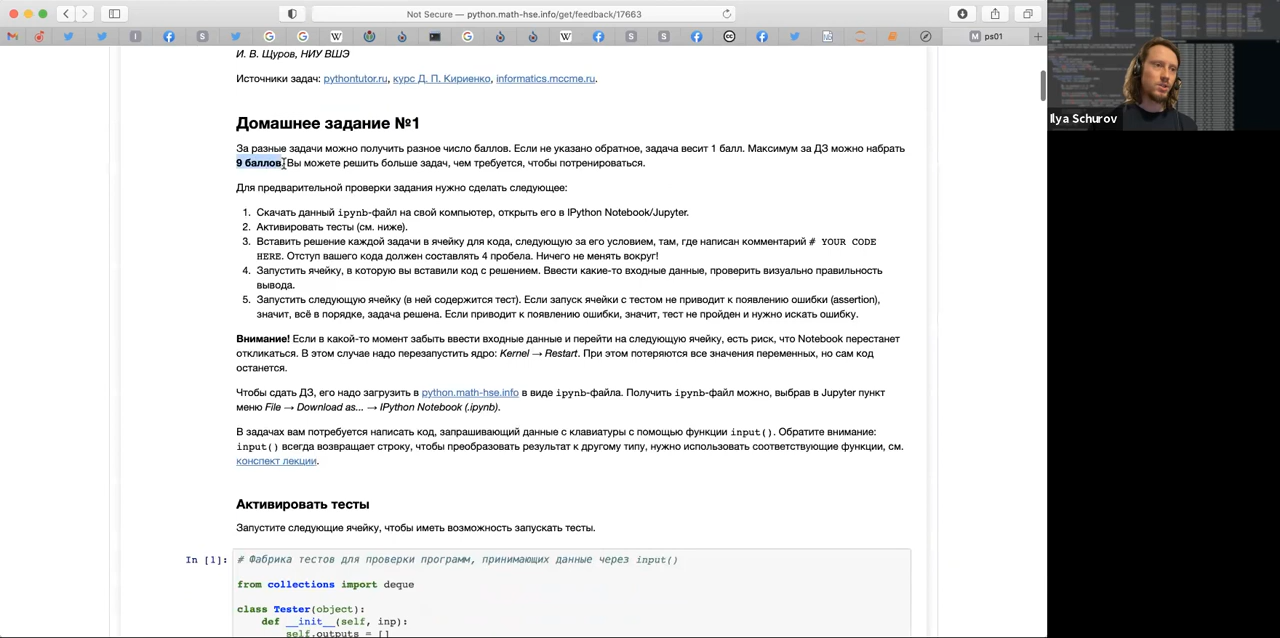 Not Secure — python.math-hse.info/get/feedback/17663
ps01
И. В. Щуров, НИУ ВШЭ
Источники задач: pythontutor.ru, курс Д. П. Кириенко, informatics.mccme.ru.
Домашнее задание №1
За разные задачи можно получить разное число баллов. Если не указано обратное, задача весит 1 балл. Максимум за ДЗ можно набрать
9 баллов. Вы можете решить больше задач, чем требуется, чтобы потренироваться.
Для предварительной проверки задания нужно сделать следующее:
1. Скачать данный ipynb-файл на свой компьютер, открыть его в IPython Notebook/Jupyter.
2. Активировать тесты (см. ниже).
3. Вставить решение каждой задачи в ячейку для кода, следующую за его условием, там, где написан комментарий # YOUR CODE
HERE. Отступ вашего кода должен составлять 4 пробела. Ничего не менять вокруг!
4. Запустить ячейку, в которую вы вставили код с решением. Ввести какие-то входные данные, проверить визуально правильность
вывода.
5. Запустить следующую ячейку (в ней содержится тест). Если запуск ячейки с тестом не приводит к появлению ошибки (assertion),
значит, всё в порядке, задача решена. Если приводит к появлению ошибки, значит, тест не пройден и нужно искать ошибку.
Внимание! Если в какой-то момент забыть ввести входные данные и перейти на следующую ячейку, есть риск, что Notebook перестанет
откликаться. В этом случае надо перезапустить ядро: Kernel → Restart. При этом потеряются все значения переменных, но сам код
останется.
Чтобы сдать ДЗ, его надо загрузить в python.math-hse.info в виде ipynb-файла. Получить ipynb-файл можно, выбрав в Jupyter пункт
меню File → Download as... → IPython Notebook (.ipynb).
В задачах вам потребуется написать код, запрашивающий данные с клавиатуры с помощью функции input(). Обратите внимание:
input() всегда возвращает строку, чтобы преобразовать результат к другому типу, нужно использовать соответствующие функции, см.
конспект лекции.
Активировать тесты
Запустите следующие ячейку, чтобы иметь возможность запускать тесты.
In [1]: # Фабрика тестов для проверки программ, принимающих данные через input()
from collections import deque
class Tester(object):
def __init__(self, inp):
self.outputs = []
Ilya Schurov